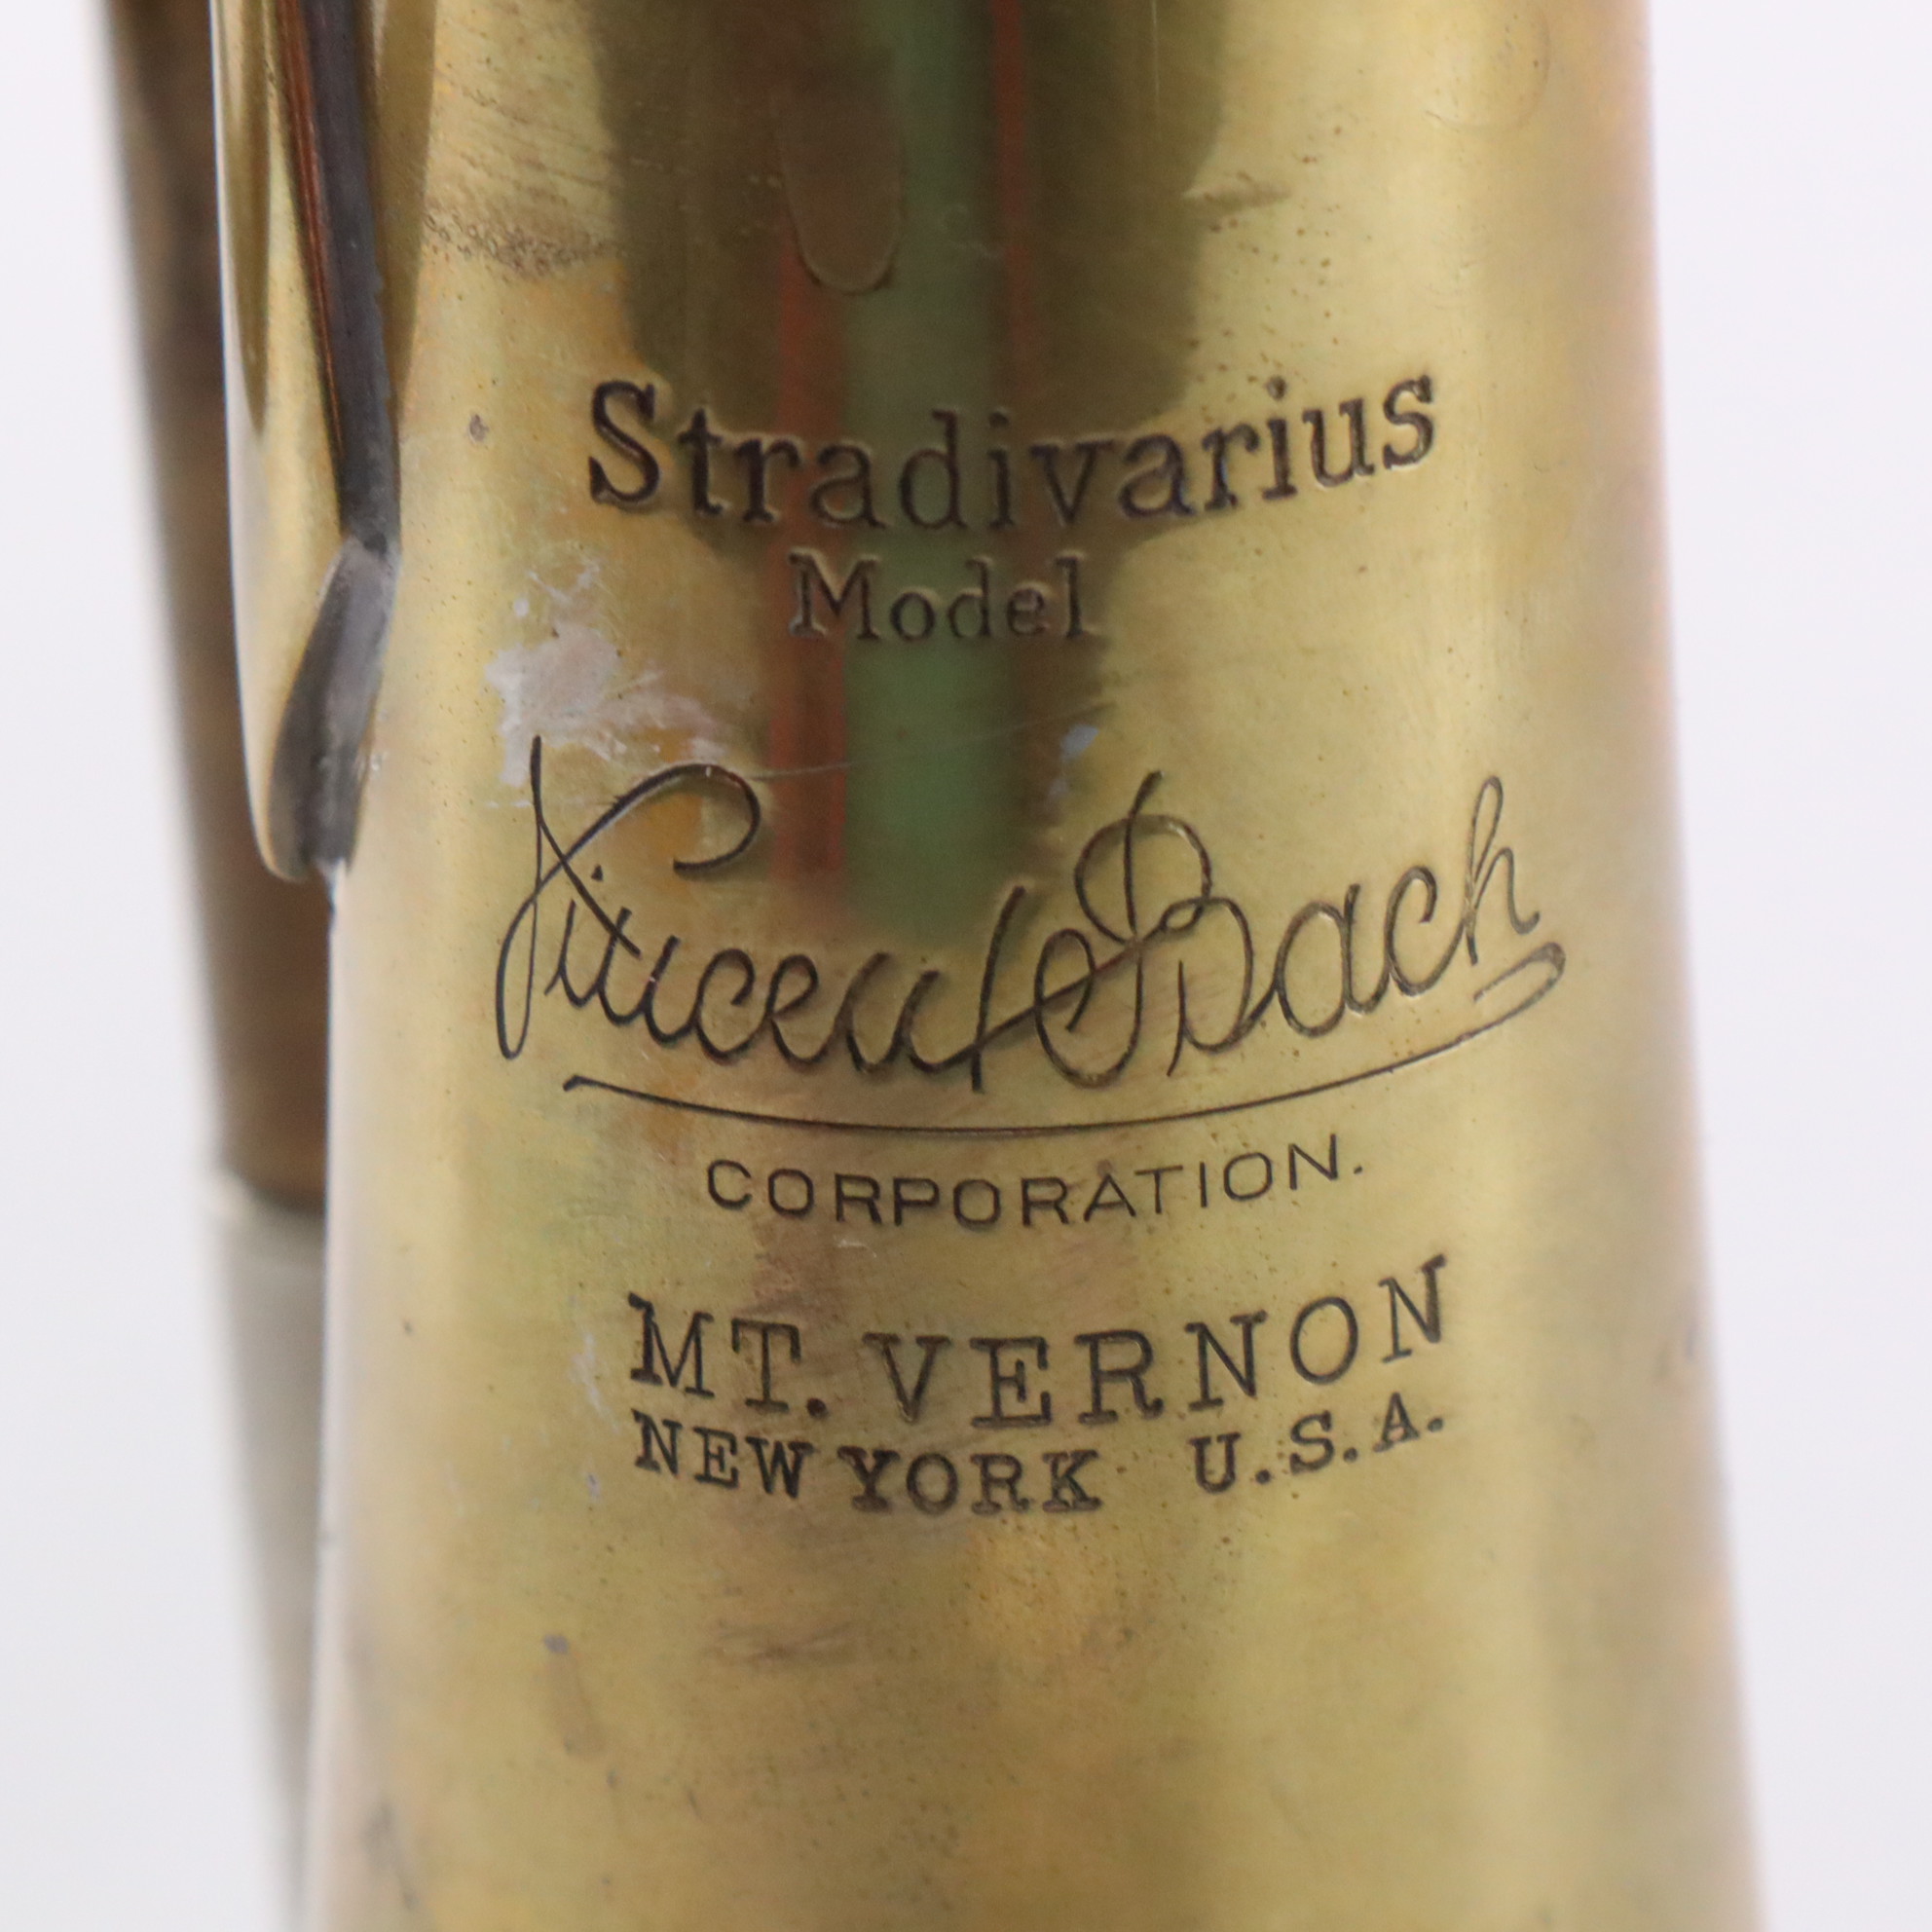 Stradivarius
Model
Vincent Bach
CORPORATION.
MT. VERNON
NEW YORK U.S.A.